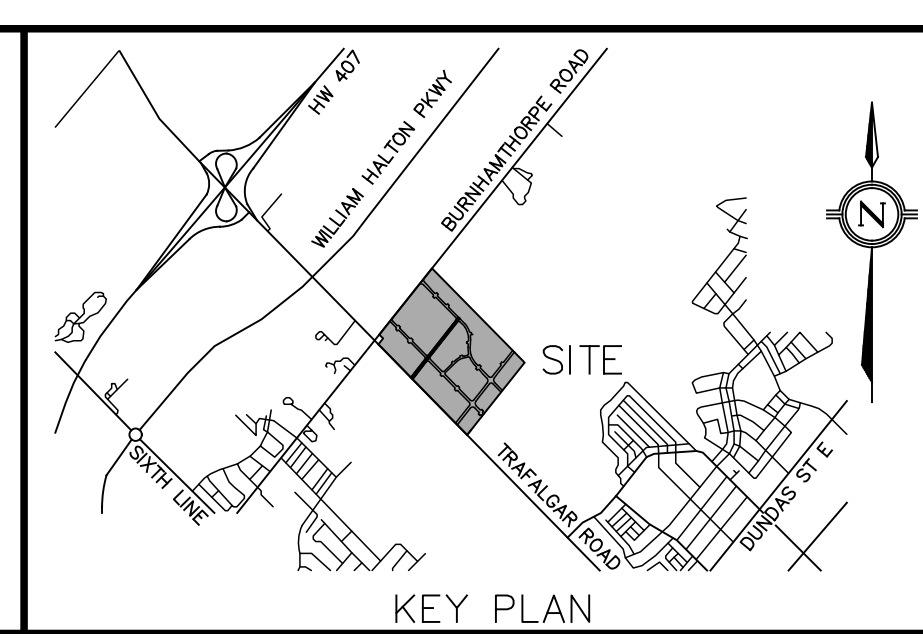 HW 407
WILLIAM HALTON PKWY
BURNHAMTHORPE ROAD
N
SITE
SIXTH LINE
TRAFALGAR ROAD
DUNDAS ST E
KEY PLAN